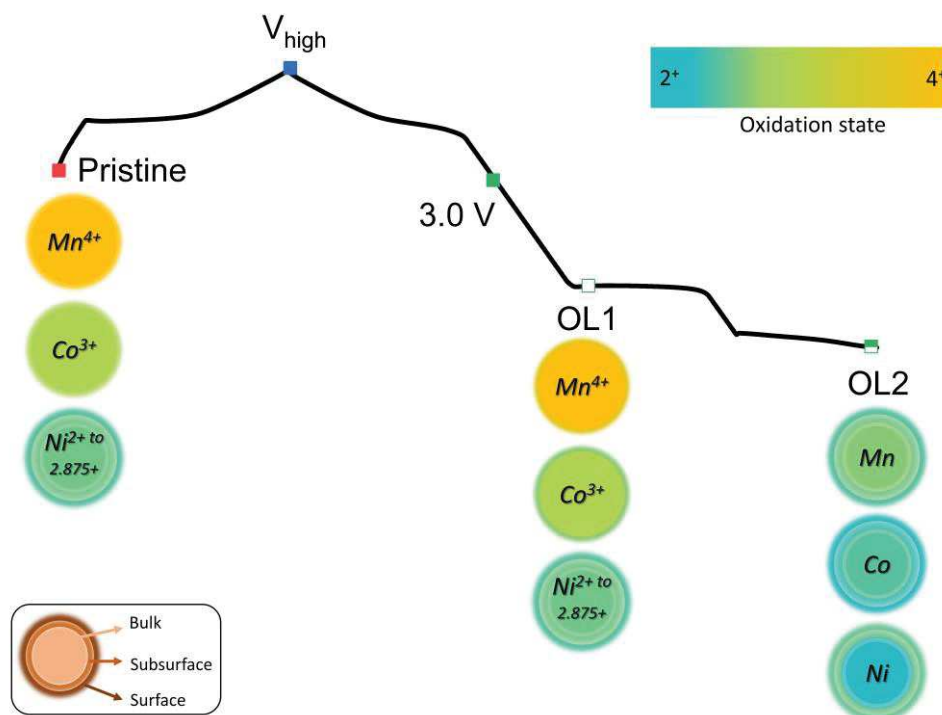 V_high
2⁺ 4⁺
Oxidation state
Pristine
3.0 V
Mn⁴⁺
Co³⁺
Ni²⁺ ᵗᵒ
2.875+
OL1
Mn⁴⁺
Co³⁺
Ni²⁺ ᵗᵒ
2.875+
OL2
Mn
Co
Ni
Bulk
Subsurface
Surface